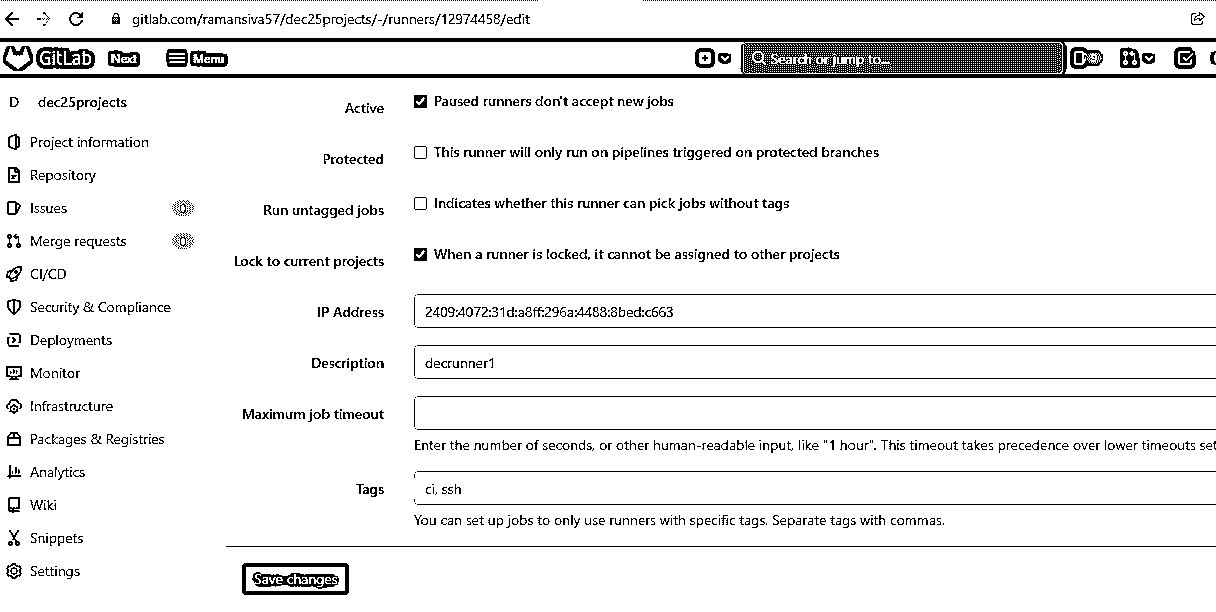 gitlab.com/ramansiva57/dec25projects/-/runners/12974458/edit
GitLab Next Menu Search or jump to...
D dec25projects
Project information
Repository
Issues 0
Merge requests 0
CI/CD
Security & Compliance
Deployments
Monitor
Infrastructure
Packages & Registries
Analytics
Wiki
Snippets
Settings
Active Paused runners don't accept new jobs
Protected This runner will only run on pipelines triggered on protected branches
Run untagged jobs Indicates whether this runner can pick jobs without tags
Lock to current projects When a runner is locked, it cannot be assigned to other projects
IP Address 2409:4072:31d:a8ff:296a:4488:8bed:c663
Description decrunner1
Maximum job timeout
Enter the number of seconds, or other human-readable input, like "1 hour". This timeout takes precedence over lower timeouts set
Tags ci, ssh
You can set up jobs to only use runners with specific tags. Separate tags with commas.
Save changes